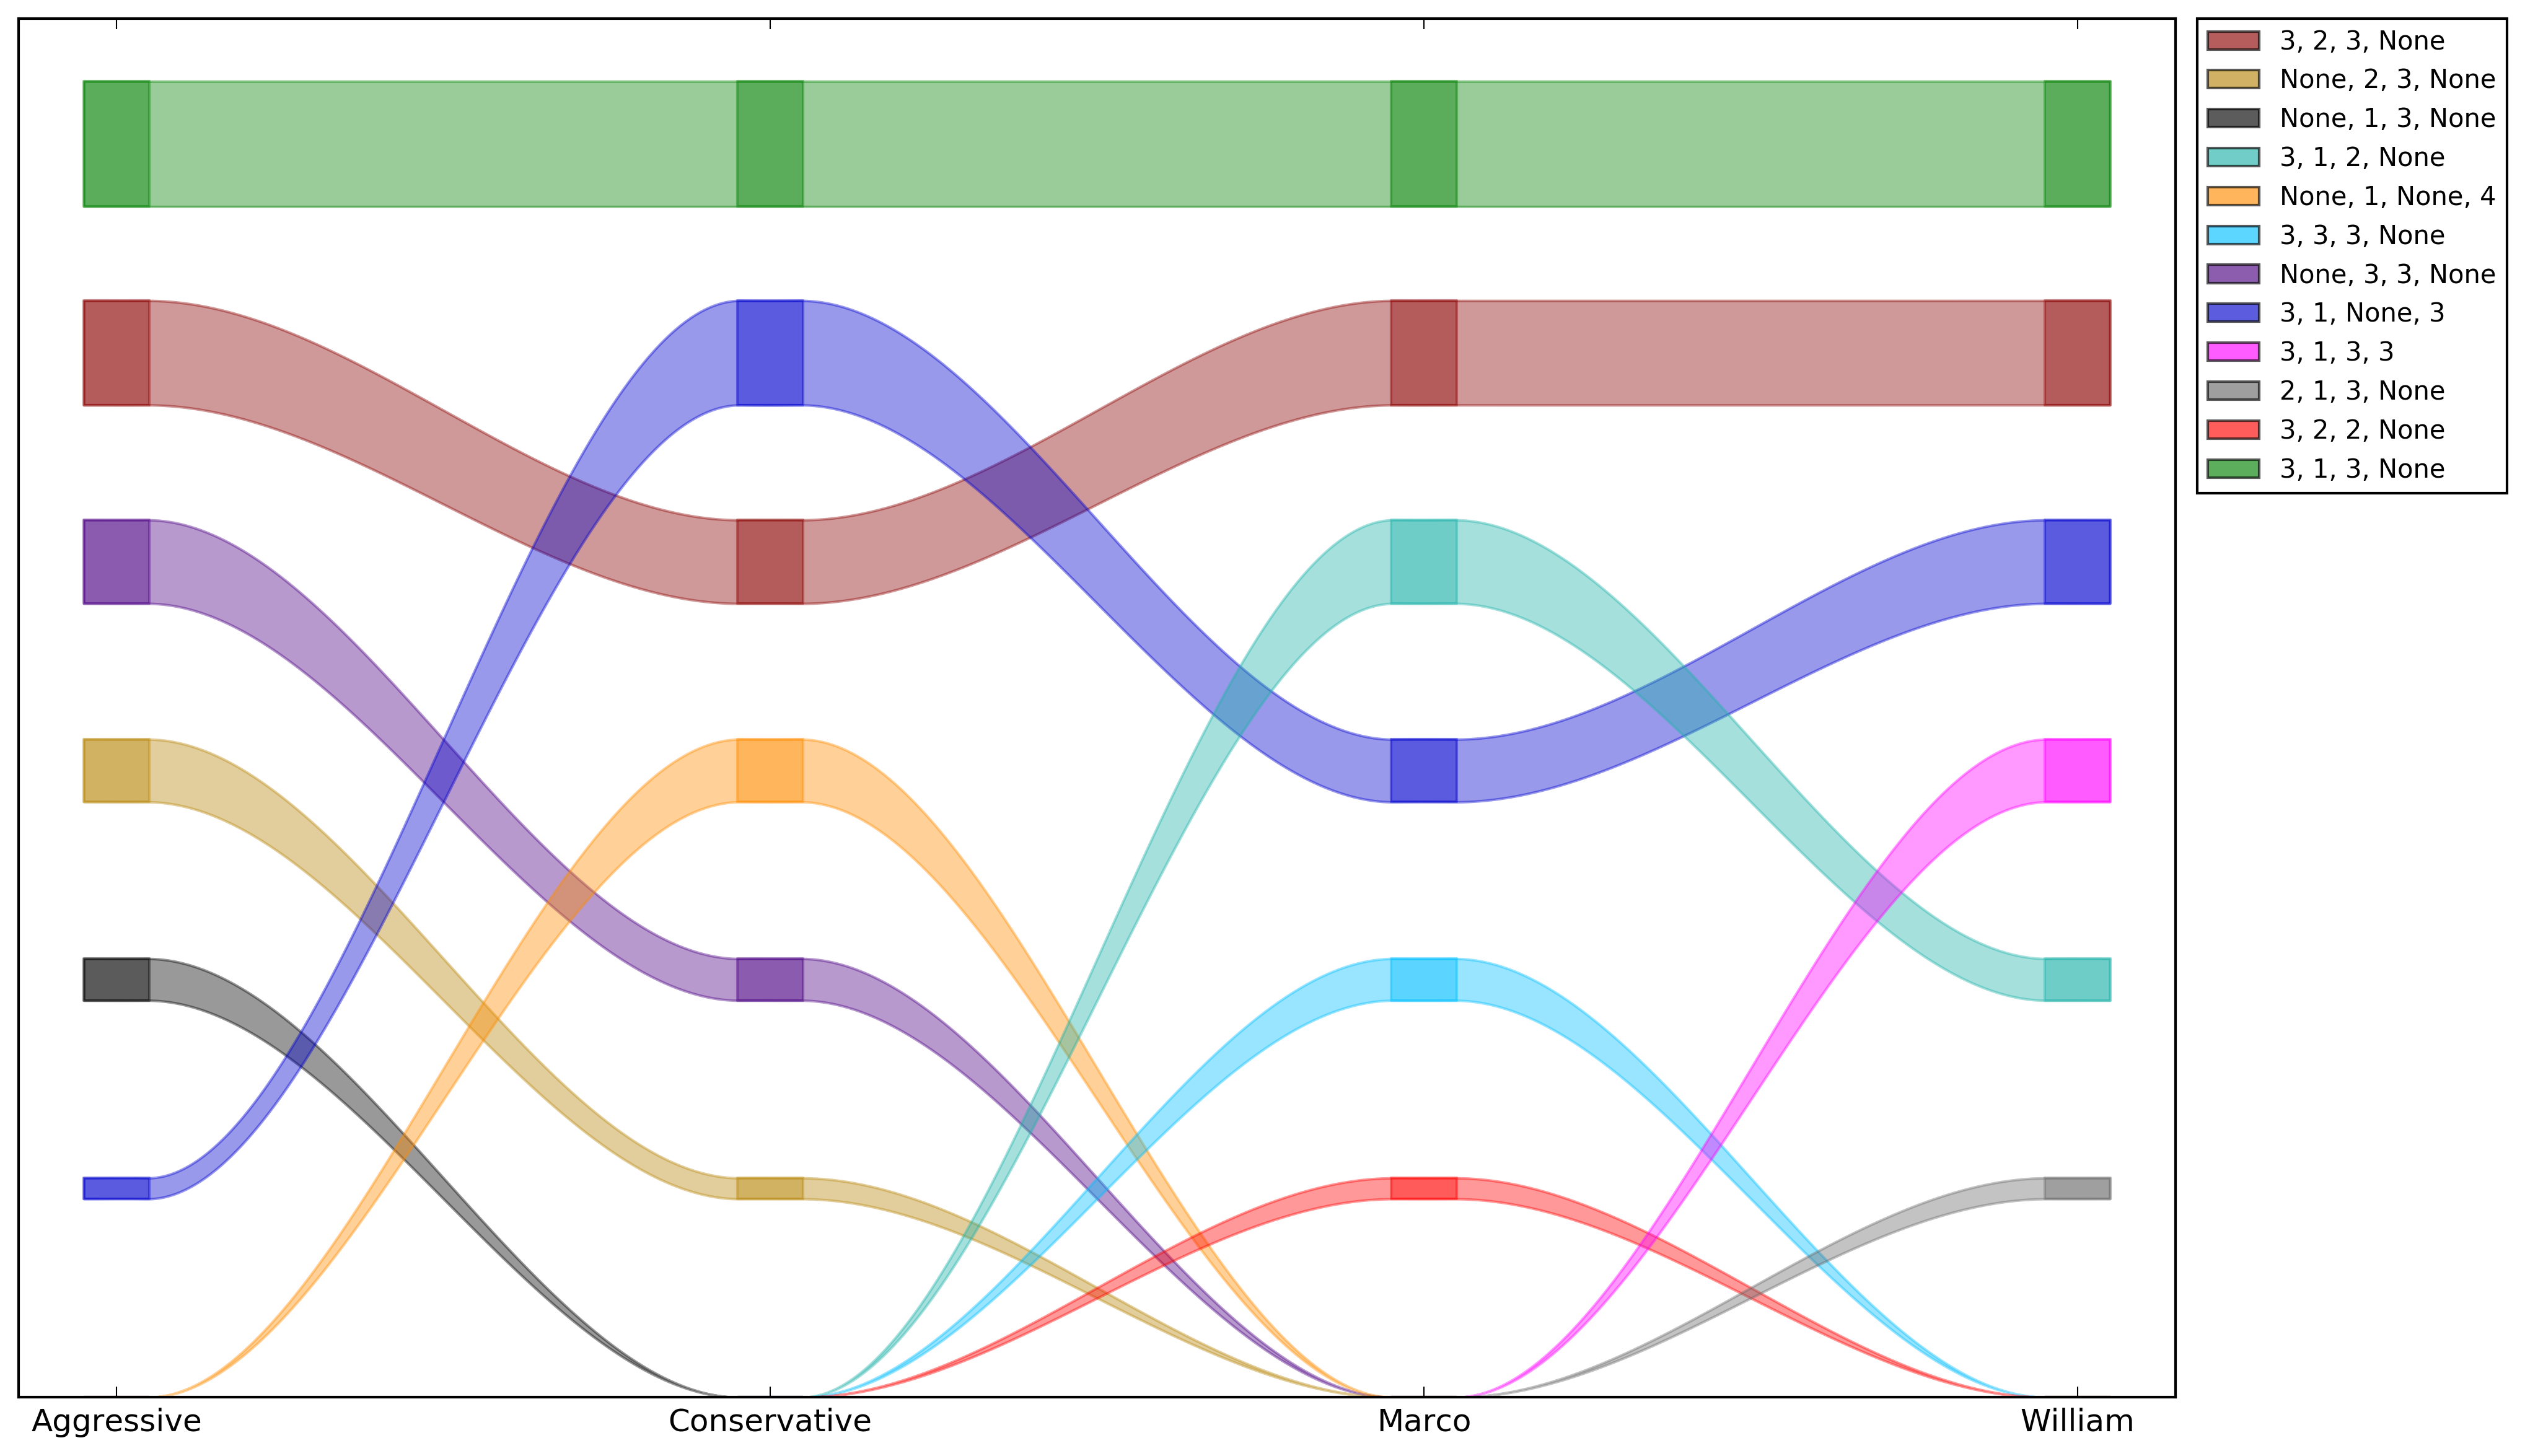 3, 2, 3, None
None, 2, 3, None
None, 1, 3, None
3, 1, 2, None
None, 1, None, 4
3, 3, 3, None
None, 3, 3, None
3, 1, None, 3
3, 1, 3, 3
2, 1, 3, None
3, 2, 2, None
3, 1, 3, None
Aggressive Conservative Marco William